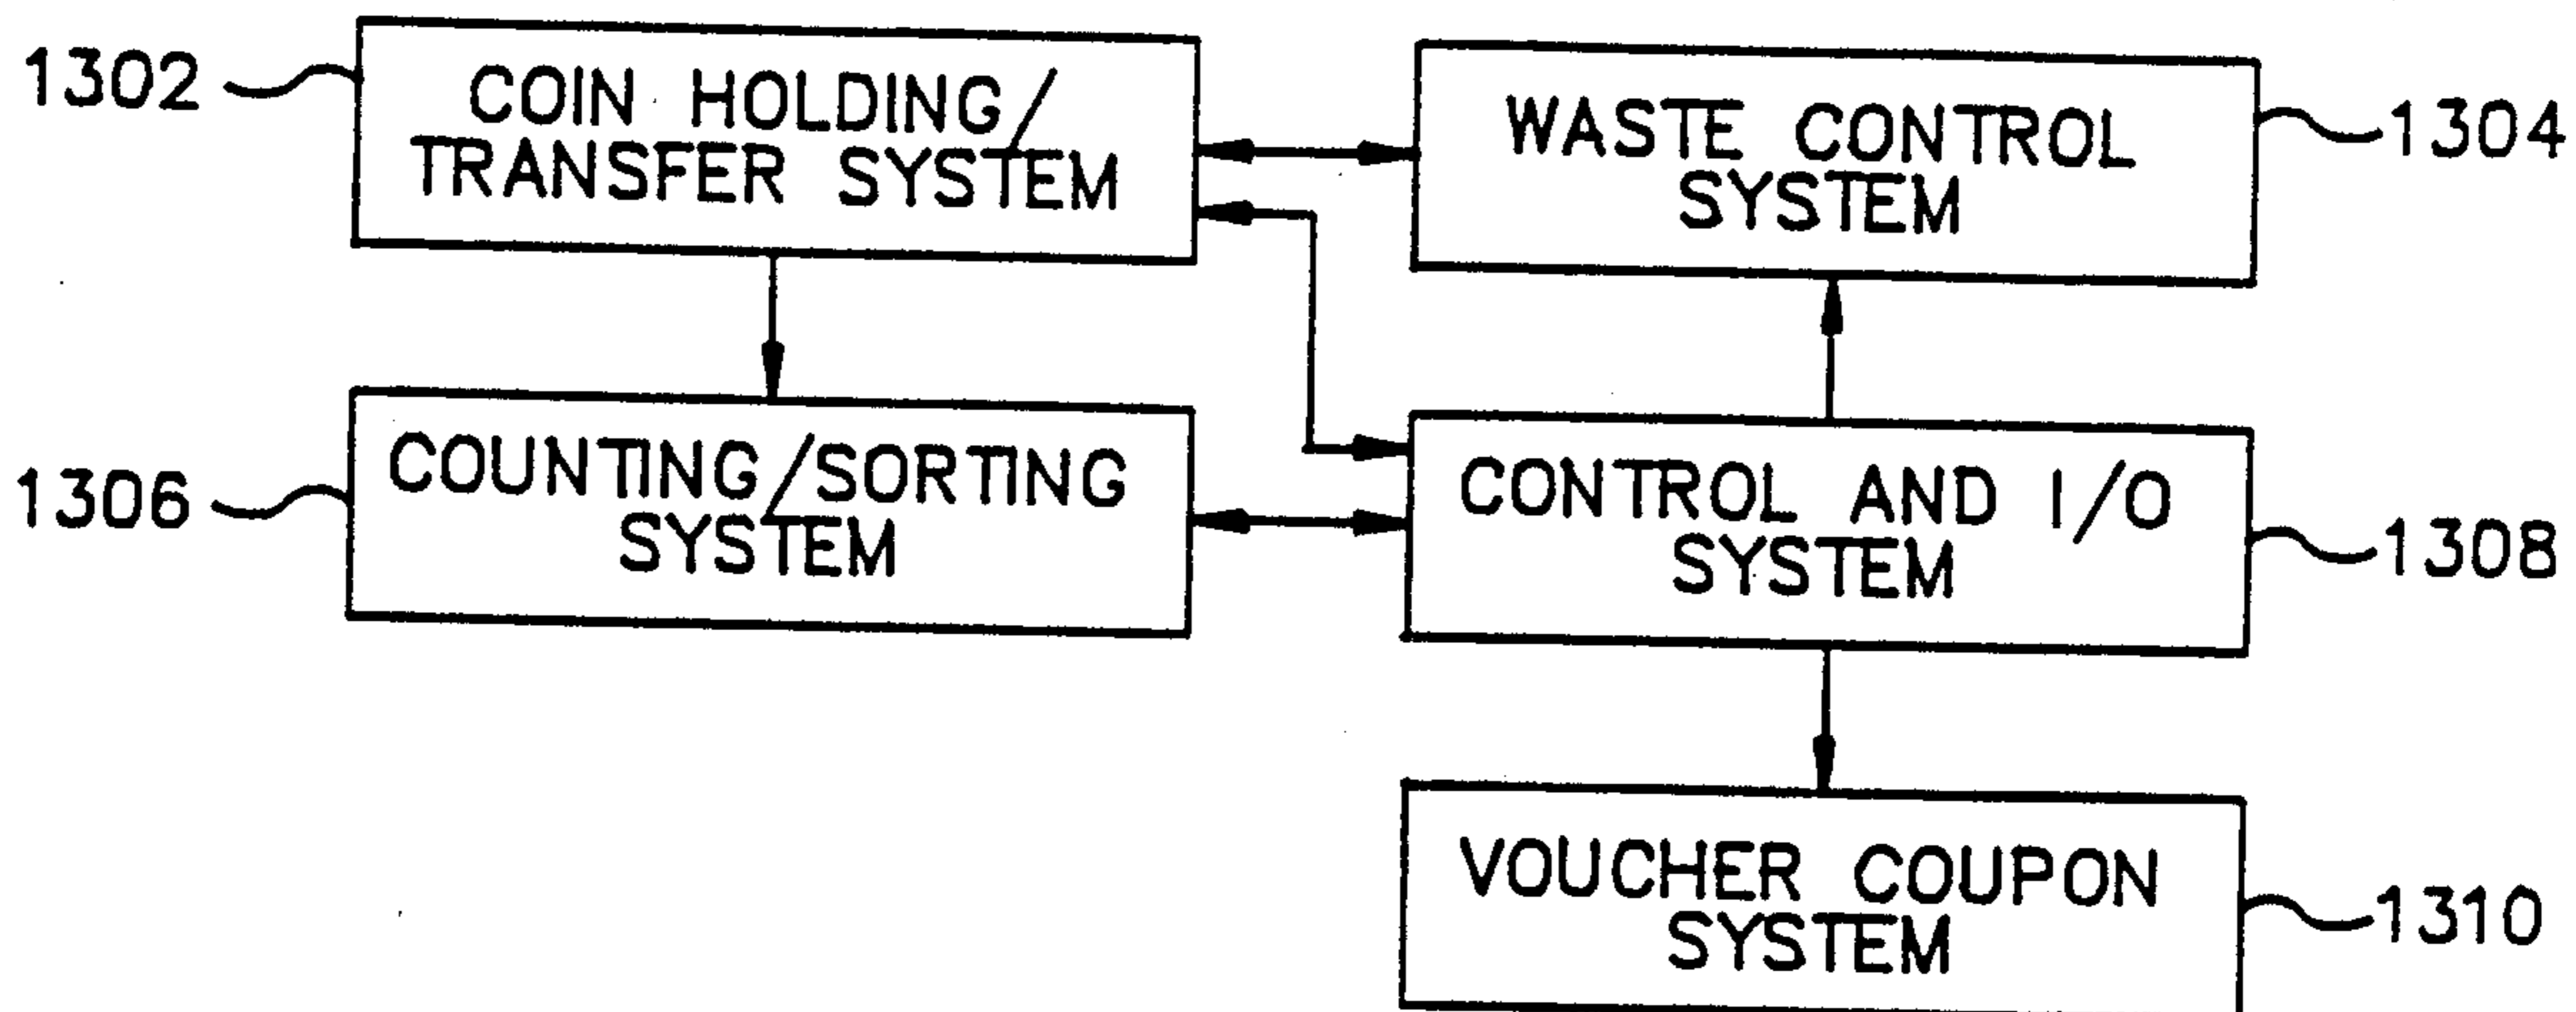 1302
COIN HOLDING/
TRANSFER SYSTEM
WASTE CONTROL
SYSTEM
1304
1306
COUNTING/SORTING
SYSTEM
CONTROL AND I/O
SYSTEM
1308
VOUCHER COUPON
SYSTEM
1310